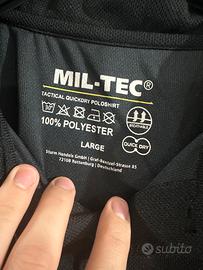 MIL-TEC®
TACTICAL QUICKDRY POLOSHIRT
BREATHABLE
100% POLYESTER
QUICK DRY
LARGE
Sturm Handels GmbH | Graf-Bentzel-Strasse 85
72108 Rottenburg | Deutschland
subito